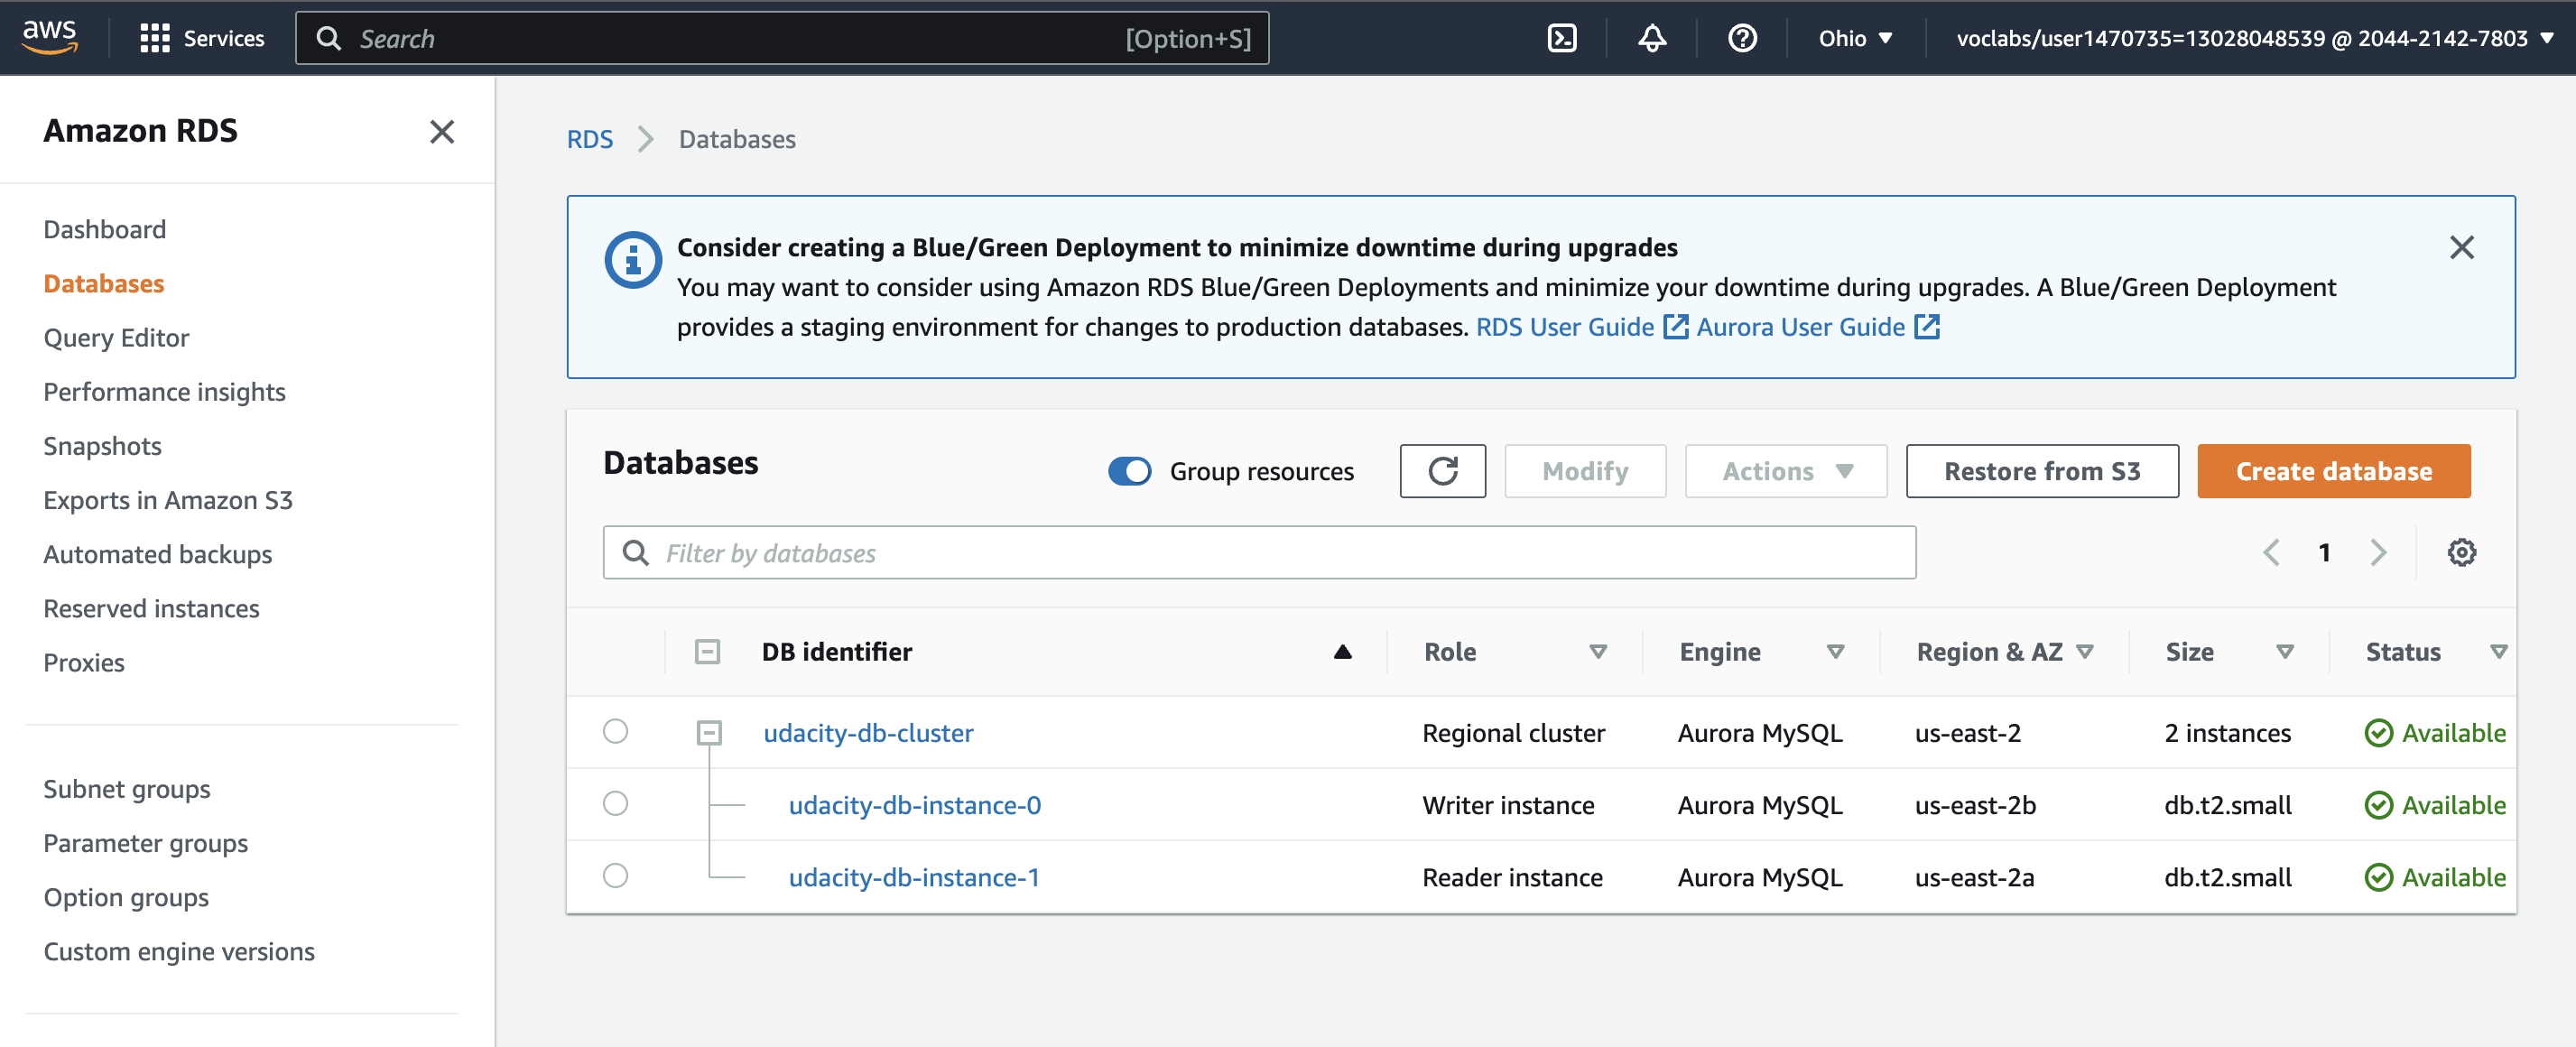 aws
Services
Search [Option+S]
Ohio
voclabs/user1470735=13028048539 @ 2044-2142-7803
Amazon RDS
Dashboard
Databases
Query Editor
Performance insights
Snapshots
Exports in Amazon S3
Automated backups
Reserved instances
Proxies
Subnet groups
Parameter groups
Option groups
Custom engine versions
RDS Databases
Consider creating a Blue/Green Deployment to minimize downtime during upgrades
You may want to consider using Amazon RDS Blue/Green Deployments and minimize your downtime during upgrades. A Blue/Green Deployment
provides a staging environment for changes to production databases. RDS User Guide Aurora User Guide
Databases
Group resources
Modify
Actions
Restore from S3
Create database
Filter by databases
1
DB identifier Role Engine Region & AZ Size Status
udacity-db-cluster Regional cluster Aurora MySQL us-east-2 2 instances Available
udacity-db-instance-0 Writer instance Aurora MySQL us-east-2b db.t2.small Available
udacity-db-instance-1 Reader instance Aurora MySQL us-east-2a db.t2.small Available